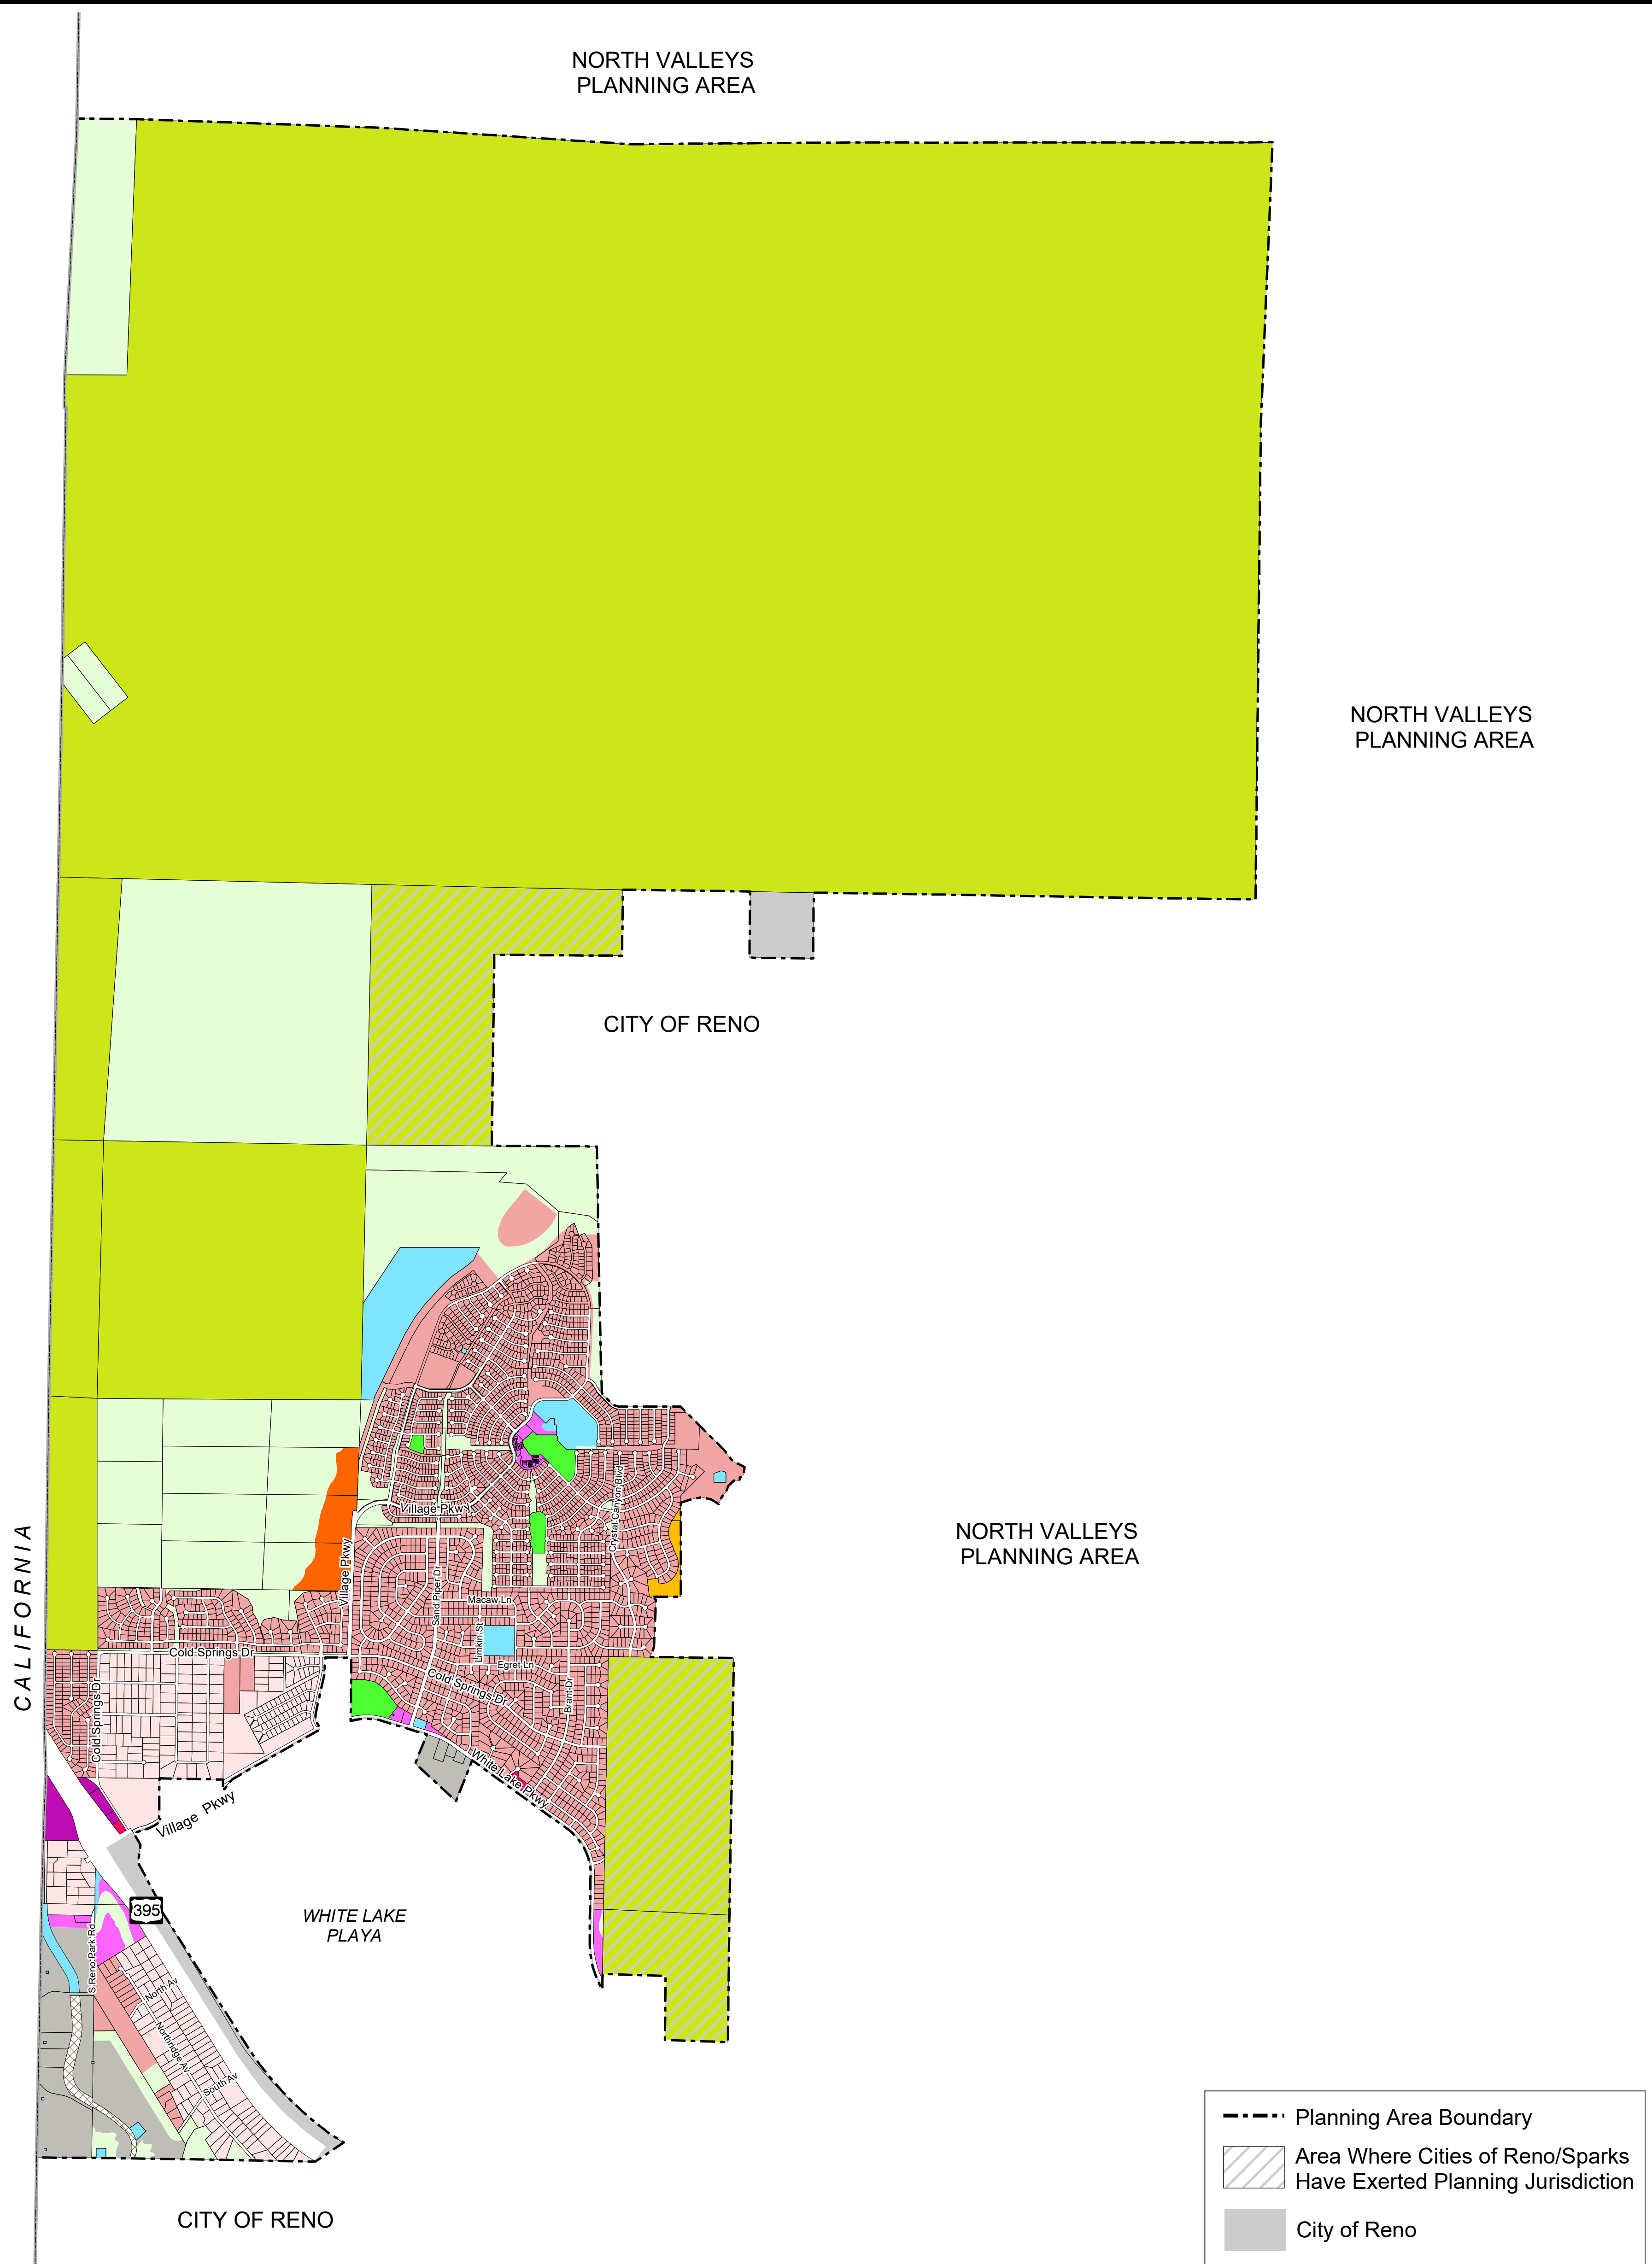 NORTH VALLEYS
PLANNING AREA
NORTH VALLEYS
PLANNING AREA
CITY OF RENO
NORTH VALLEYS
PLANNING AREA
CALIFORNIA
Village Pkwy
Crystal Canyon Blvd
Village Pkwy
Sand Piper Dr
Macaw Ln
Limkin St
Egret Ln
Cold Springs Dr
Cold Springs Dr
Brant Dr
Cold Springs Dr
White Lake Pkwy
Village Pkwy
395
WHITE LAKE
PLAYA
S Reno Park Rd
North Av
Northridge Av
South Av
CITY OF RENO
Planning Area Boundary
Area Where Cities of Reno/Sparks
Have Exerted Planning Jurisdiction
City of Reno